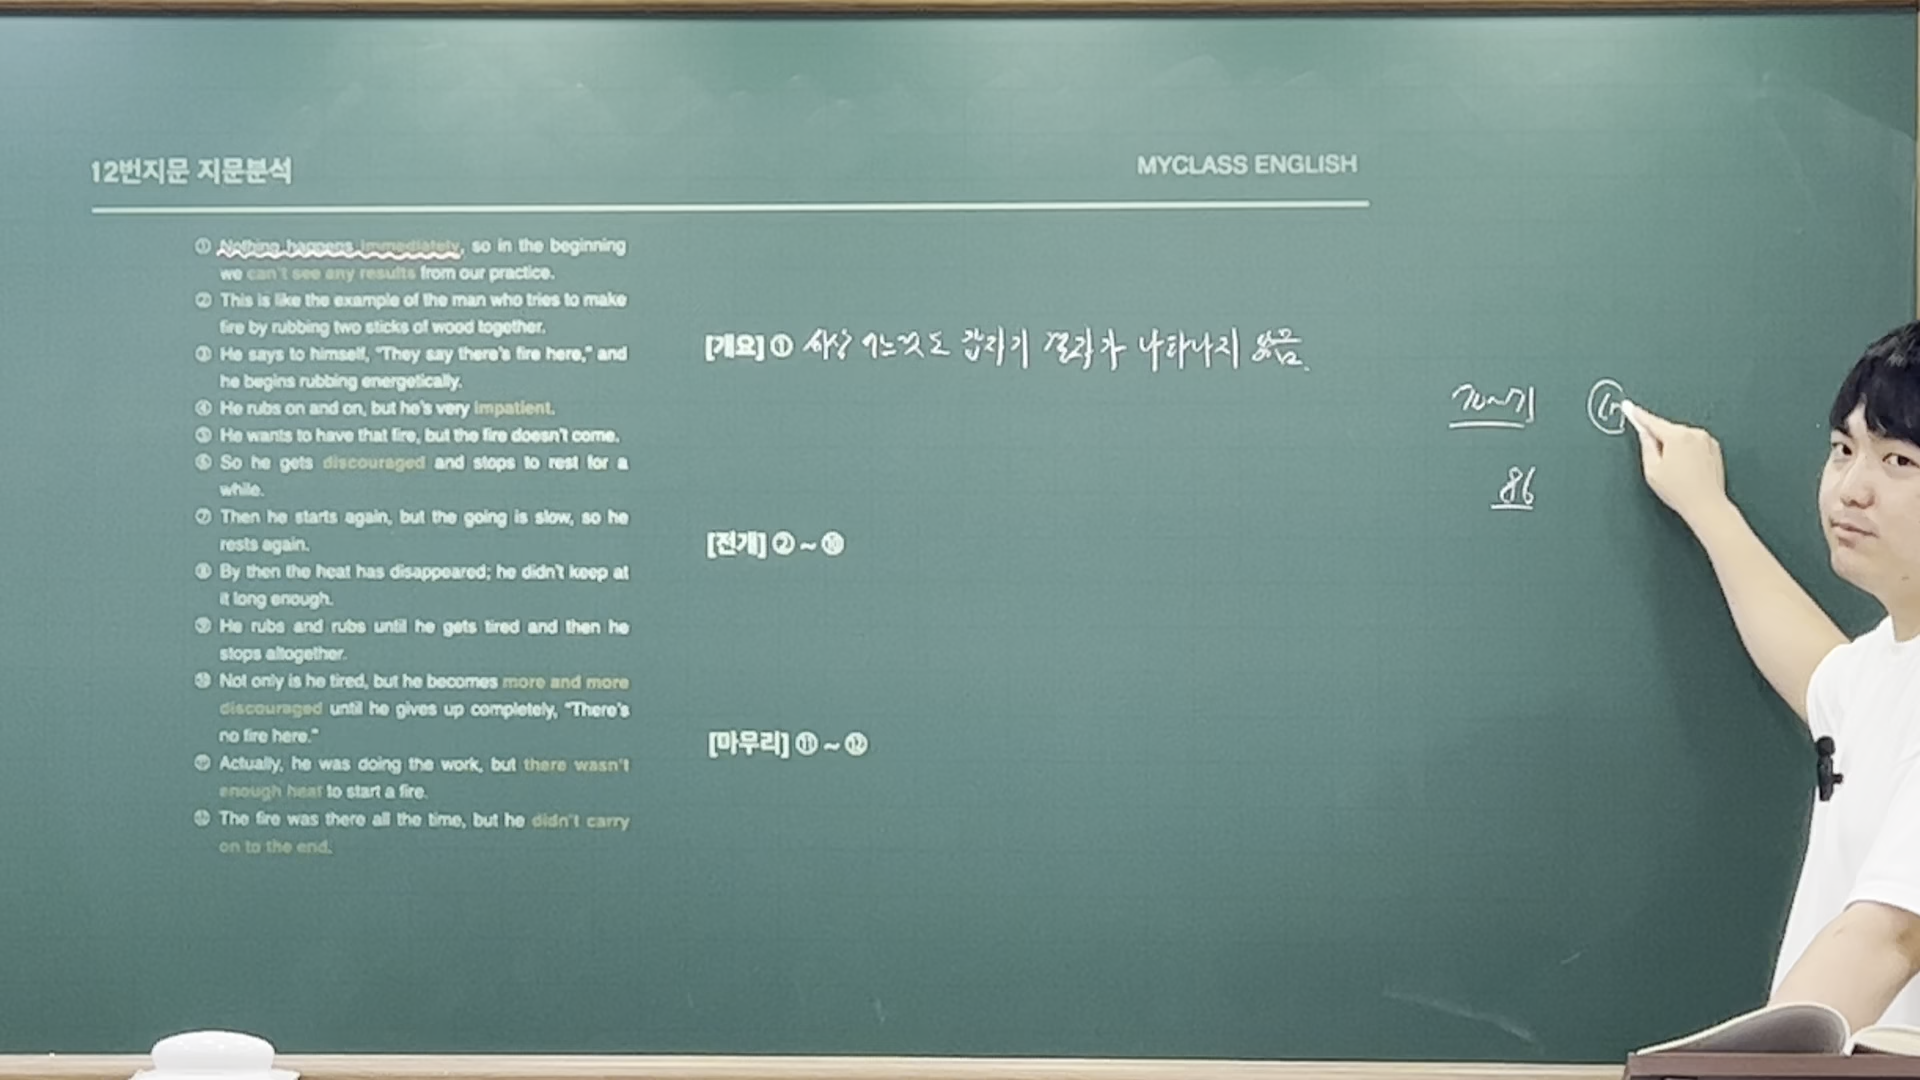 12번지문 지문분석
MYCLASS ENGLISH
① Nothing happens immediately, so in the beginning
we can't see any results from our practice.
② This is like the example of the man who tries to make
fire by rubbing two sticks of wood together.
③ He says to himself, "They say there's fire here," and
he begins rubbing energetically.
④ He rubs on and on, but he's very impatient.
⑤ He wants to have that fire, but the fire doesn't come.
⑥ So he gets discouraged and stops to rest for a
while.
⑦ Then he starts again, but the going is slow, so he
rests again.
⑧ By then the heat has disappeared; he didn't keep at
it long enough.
⑨ He rubs and rubs until he gets tired and then he
stops altogether.
⑩ Not only is he tired, but he becomes more and more
discouraged until he gives up completely, "There's
no fire here."
⑪ Actually, he was doing the work, but there wasn't
enough heat to start a fire.
⑫ The fire was there all the time, but he didn't carry
on to the end.
[개요] ① 갑자기 결과가 나타나지 않음.
[전개] ② ~ ⑩
[마무리] ⑪ ~ ⑫
70~71
86